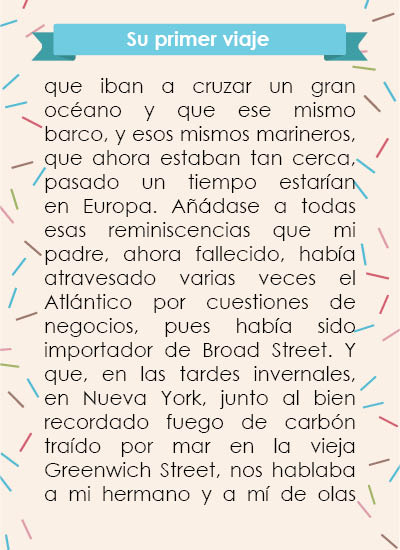 Su primer viaje
que iban a cruzar un gran
océano y que ese mismo
barco, y esos mismos marineros,
que ahora estaban tan cerca,
pasado un tiempo estarían
en Europa. Añádase a todas
esas reminiscencias que mi
padre, ahora fallecido, había
atravesado varias veces el
Atlántico por cuestiones de
negocios, pues había sido
importador de Broad Street. Y
que, en las tardes invernales,
en Nueva York, junto al bien
recordado fuego de carbón
traído por mar en la vieja
Greenwich Street, nos hablaba
a mi hermano y a mí de olas